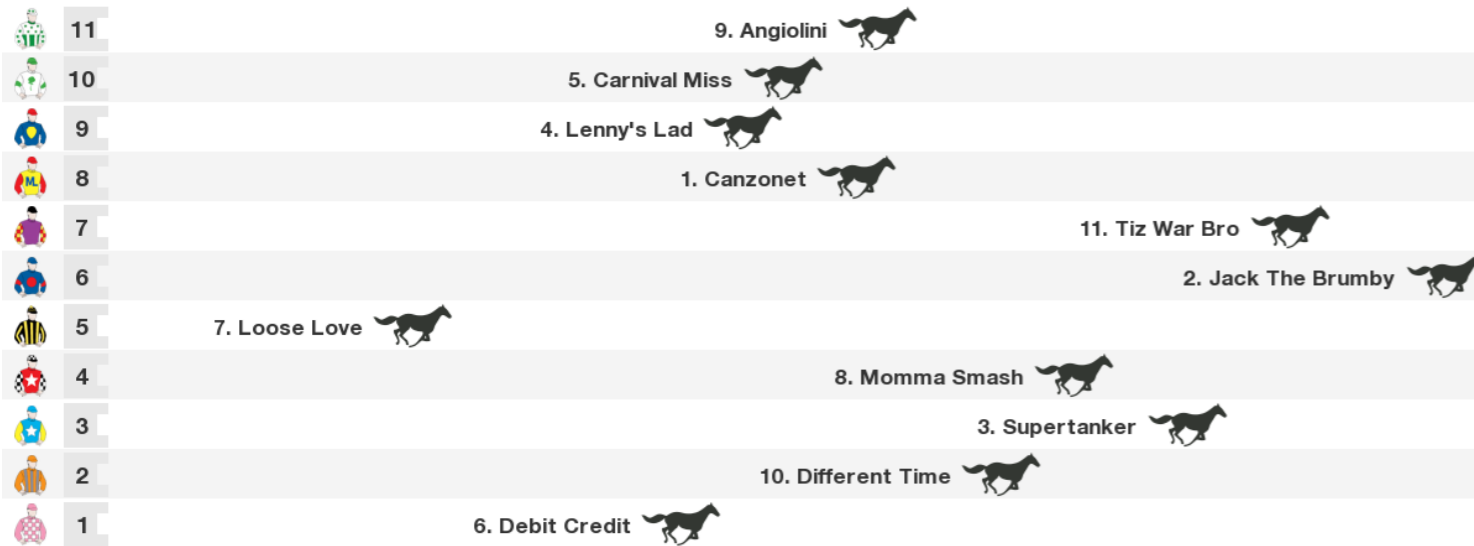 11 9. Angiolini
10 5. Carnival Miss
9 4. Lenny's Lad
8 1. Canzonet
ML
7 11. Tiz War Bro
6 2. Jack The Brumby
5 7. Loose Love
4 8. Momma Smash
3 3. Supertanker
2 10. Different Time
1 6. Debit Credit